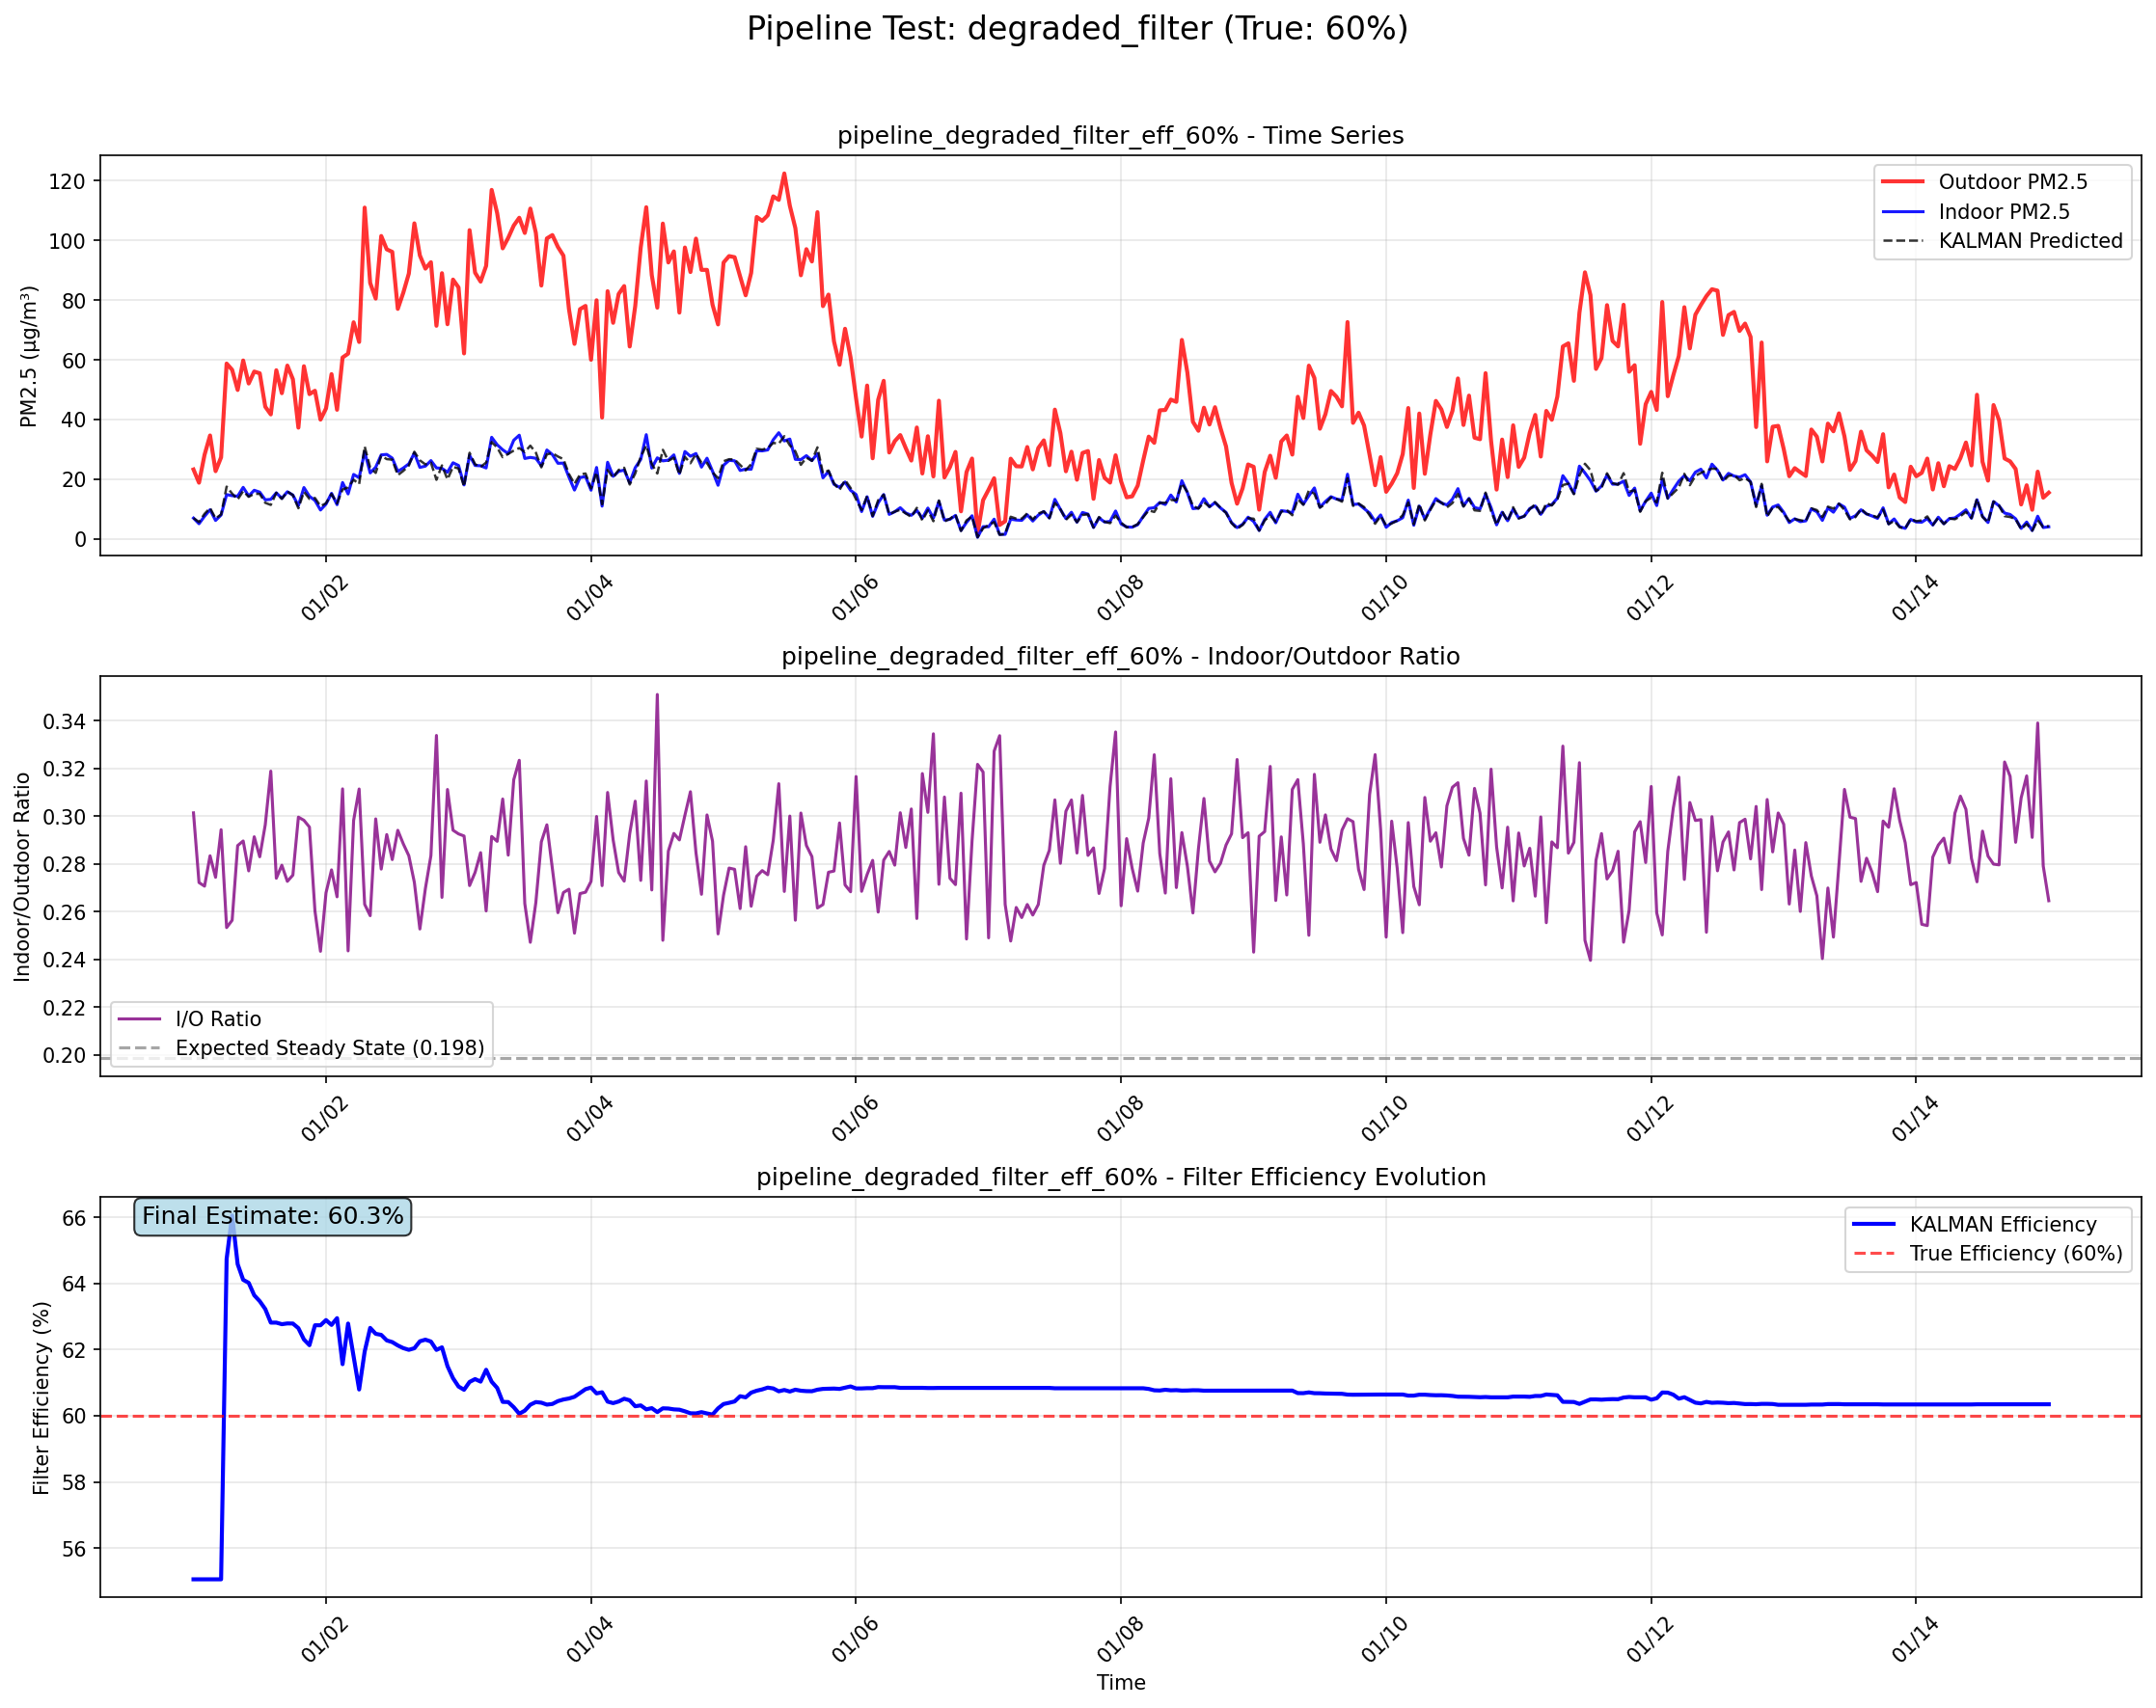 Pipeline Test: degraded_filter (True: 60%)
pipeline_degraded_filter_eff_60% - Time Series
PM2.5 (µg/m³)
120
100
80
60
40
20
0
Outdoor PM2.5
Indoor PM2.5
KALMAN Predicted
01/02
01/04
01/06
01/08
01/10
01/12
01/14
pipeline_degraded_filter_eff_60% - Indoor/Outdoor Ratio
Indoor/Outdoor Ratio
0.34
0.32
0.30
0.28
0.26
0.24
0.22
0.20
I/O Ratio
Expected Steady State (0.198)
01/02
01/04
01/06
01/08
01/10
01/12
01/14
pipeline_degraded_filter_eff_60% - Filter Efficiency Evolution
Filter Efficiency (%)
66
64
62
60
58
56
Final Estimate: 60.3%
KALMAN Efficiency
True Efficiency (60%)
01/02
01/04
01/06
01/08
01/10
01/12
01/14
Time